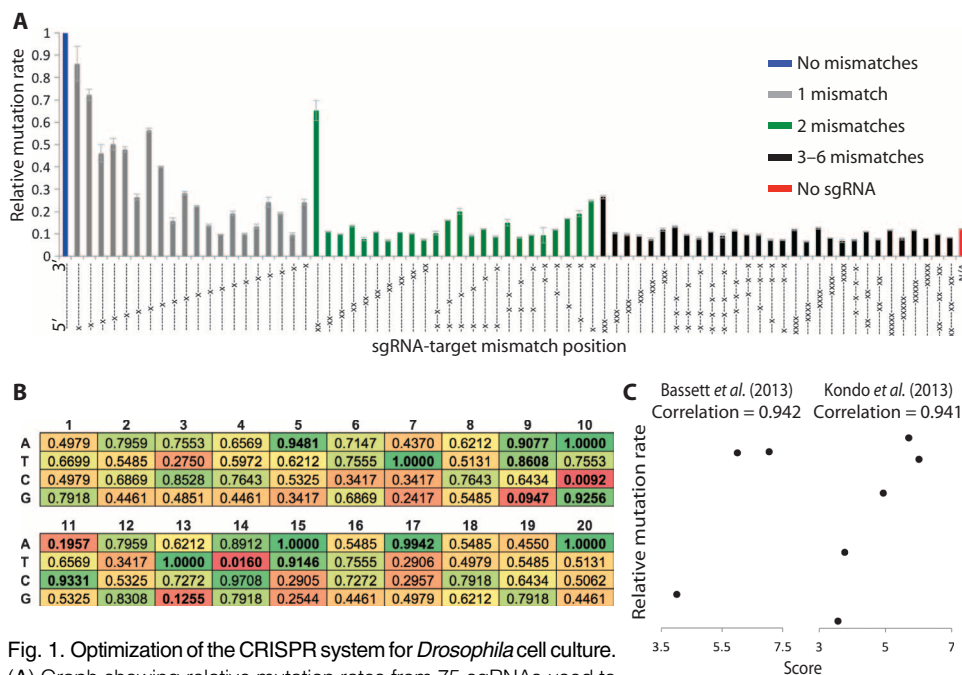 A
Relative mutation rate
1
0.9
0.8
0.7
0.6
0.5
0.4
0.3
0.2
0.1
0
No mismatches
1 mismatch
2 mismatches
3–6 mismatches
No sgRNA
3'
5'
N/A
sgRNA-target mismatch position
B
1 2 3 4 5 6 7 8 9 10
A 0.4979 0.7959 0.7553 0.6569 0.9481 0.7147 0.4370 0.6212 0.9077 1.0000
T 0.6699 0.5485 0.2750 0.5972 0.6212 0.7555 1.0000 0.5131 0.8608 0.7553
C 0.4979 0.6869 0.8528 0.7643 0.5325 0.3417 0.3417 0.7643 0.6434 0.0092
G 0.7918 0.4461 0.4851 0.4461 0.3417 0.6869 0.2417 0.5485 0.0947 0.9256
11 12 13 14 15 16 17 18 19 20
A 0.1957 0.7959 0.6212 0.8912 1.0000 0.5485 0.9942 0.5485 0.4550 1.0000
T 0.6569 0.3417 1.0000 0.0160 0.9146 0.7555 0.2906 0.4979 0.5485 0.5131
C 0.9331 0.5325 0.7272 0.9708 0.2905 0.7272 0.2957 0.7918 0.6434 0.5062
G 0.5325 0.8308 0.1255 0.7918 0.2544 0.4461 0.4979 0.6212 0.7918 0.4461
C
Bassett et al. (2013)
Correlation = 0.942
Kondo et al. (2013)
Correlation = 0.941
Relative mutation rate
3.5 5.5 7.5
3 5 7
Score
Fig. 1. Optimization of the CRISPR system for Drosophila cell culture.